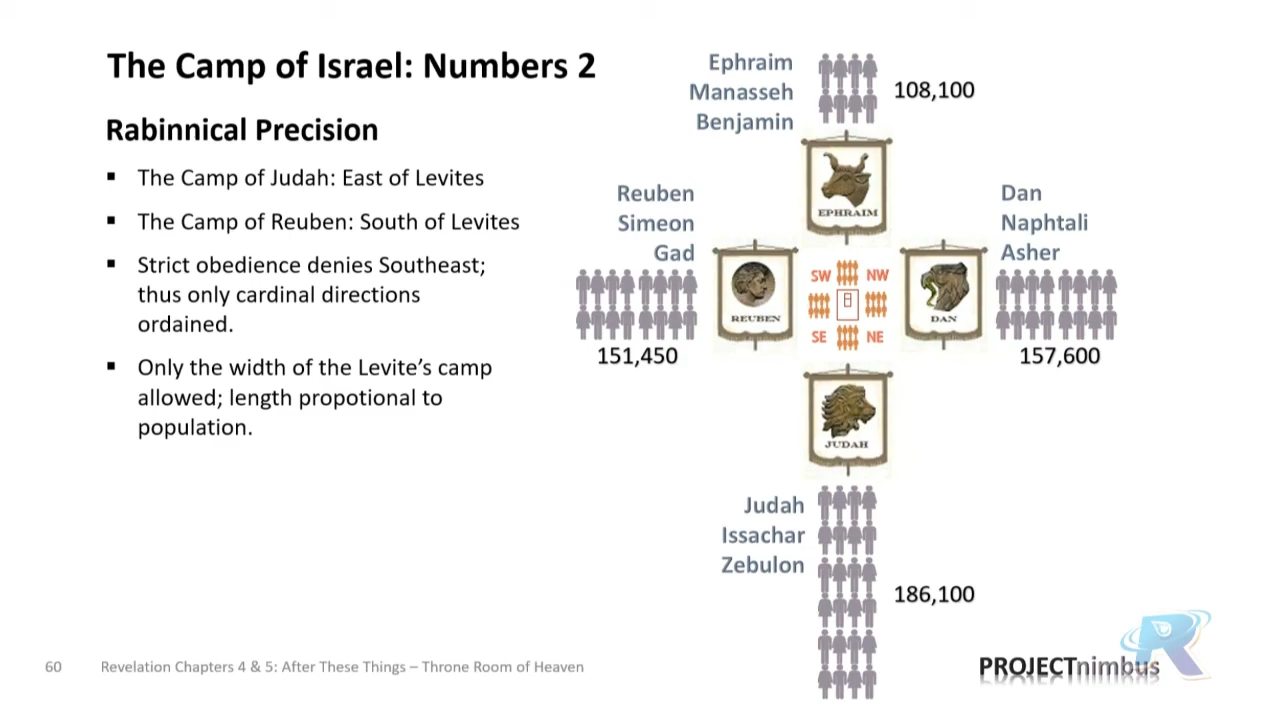 The Camp of Israel: Numbers 2
Rabinnical Precision
▪ The Camp of Judah: East of Levites
▪ The Camp of Reuben: South of Levites
▪ Strict obedience denies Southeast;
thus only cardinal directions
ordained.
▪ Only the width of the Levite’s camp
allowed; length propotional to
population.
Ephraim
Manasseh
Benjamin
108,100
EPHRAIM
Reuben
Simeon
Gad
151,450
REUBEN
SW
NW
SE
NE
DAN
Dan
Naphtali
Asher
157,600
JUDAH
Judah
Issachar
Zebulon
186,100
60
Revelation Chapters 4 & 5: After These Things – Throne Room of Heaven
PROJECTnimbus